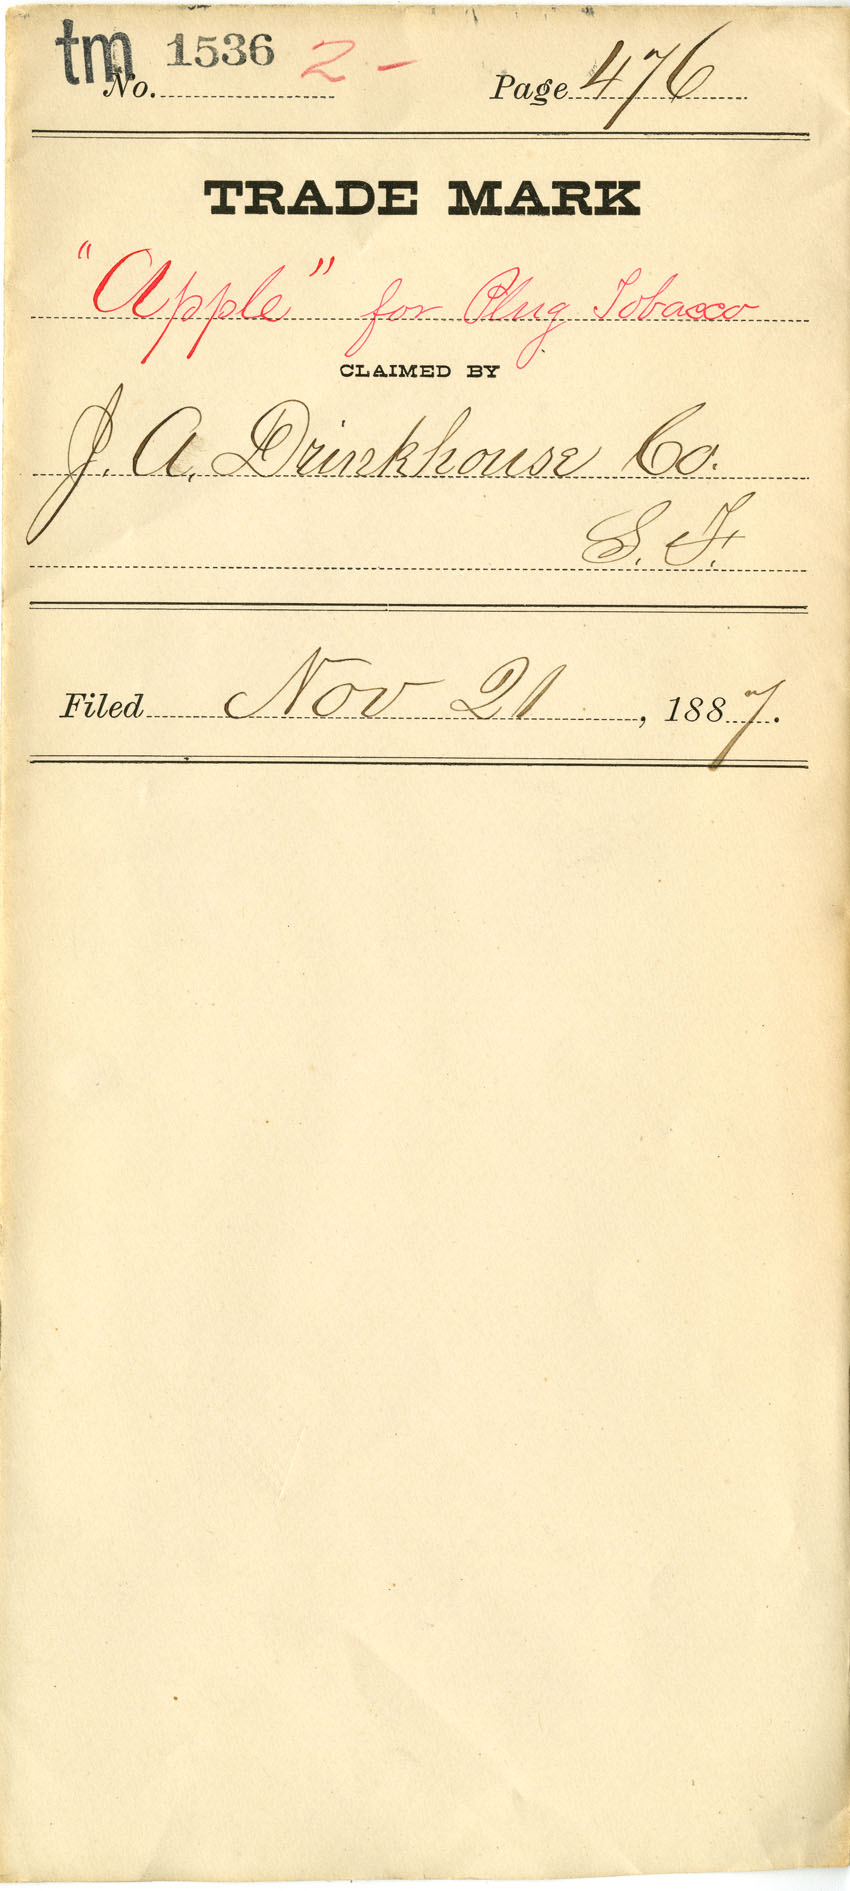 tm 1536 2 -
No. Page 476
TRADE MARK
"Apple" for Plug Tobacco
CLAIMED BY
J. A. Drinkhouse Co.
S. F.
Filed Nov 21, 1887.